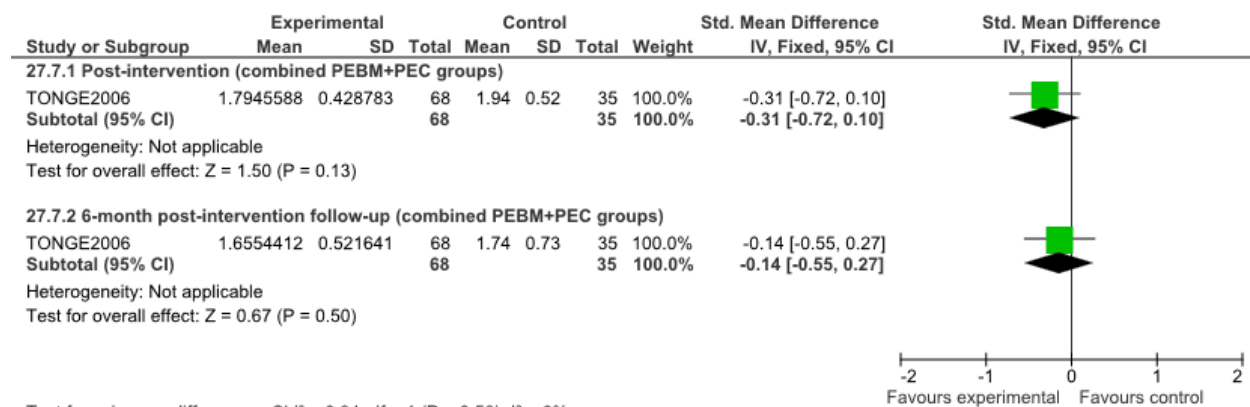 Experimental Control Std. Mean Difference Std. Mean Difference
Study or Subgroup Mean SD Total Mean SD Total Weight IV, Fixed, 95% CI IV, Fixed, 95% CI
27.7.1 Post-intervention (combined PEBM+PEC groups)
TONGE2006 1.7945588 0.428783 68 1.94 0.52 35 100.0% -0.31 [-0.72, 0.10]
Subtotal (95% CI) 68 35 100.0% -0.31 [-0.72, 0.10]
Heterogeneity: Not applicable
Test for overall effect: Z = 1.50 (P = 0.13)
27.7.2 6-month post-intervention follow-up (combined PEBM+PEC groups)
TONGE2006 1.6554412 0.521641 68 1.74 0.73 35 100.0% -0.14 [-0.55, 0.27]
Subtotal (95% CI) 68 35 100.0% -0.14 [-0.55, 0.27]
Heterogeneity: Not applicable
Test for overall effect: Z = 0.67 (P = 0.50)
-2 -1 0 1 2
Favours experimental Favours control